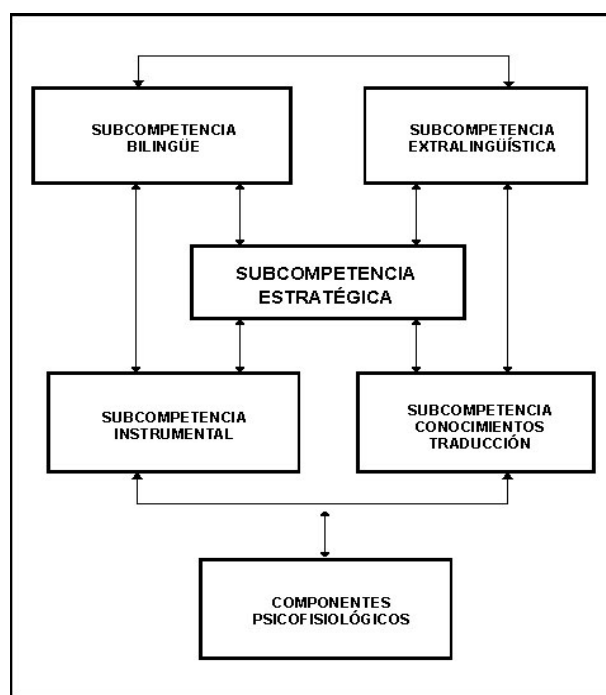 SUBCOMPETENCIA
BILINGÜE
SUBCOMPETENCIA
EXTRALINGÜÍSTICA
SUBCOMPETENCIA
ESTRATÉGICA
SUBCOMPETENCIA
INSTRUMENTAL
SUBCOMPETENCIA
CONOCIMIENTOS
TRADUCCIÓN
COMPONENTES
PSICOFISIOLÓGICOS